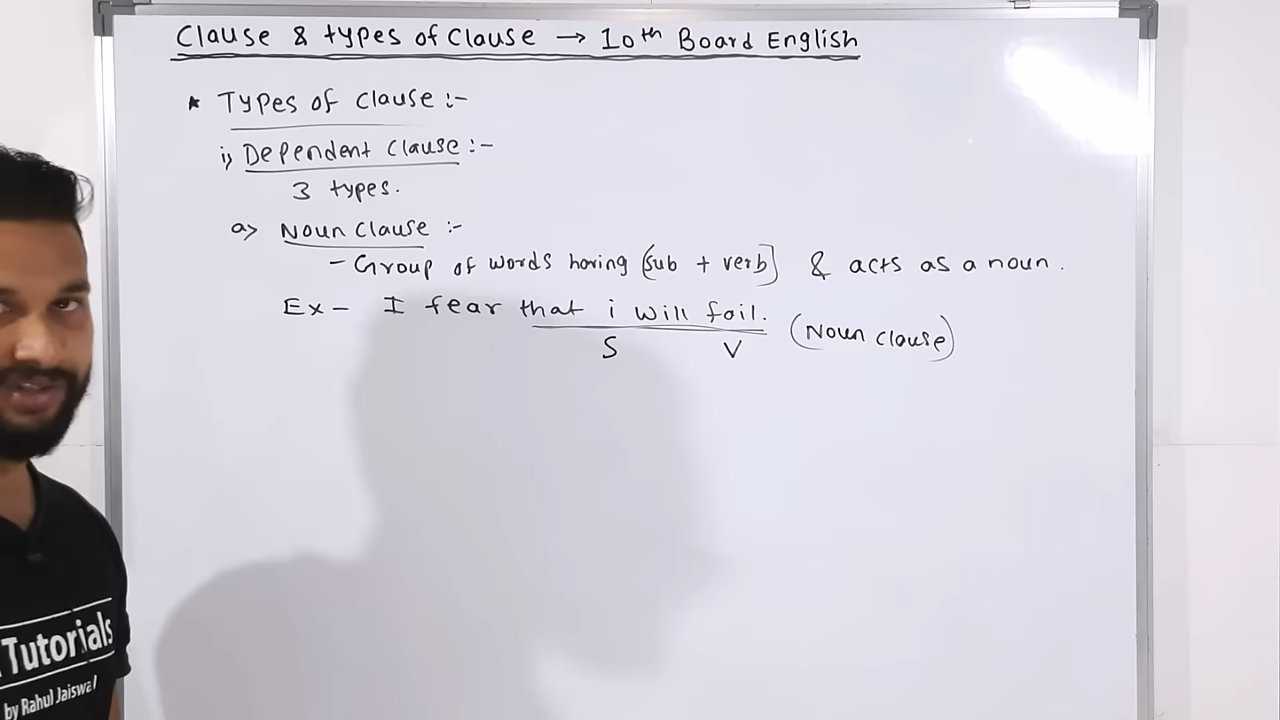 Clause & types of Clause → 10th Board English
* Types of Clause :-
i) Dependent Clause :-
3 types.
a) Noun Clause :-
- Group of words having [sub + verb] & acts as a noun.
Ex - I fear that i will fail.
S V (Noun clause)
Tutorials
by Rahul Jaiswal